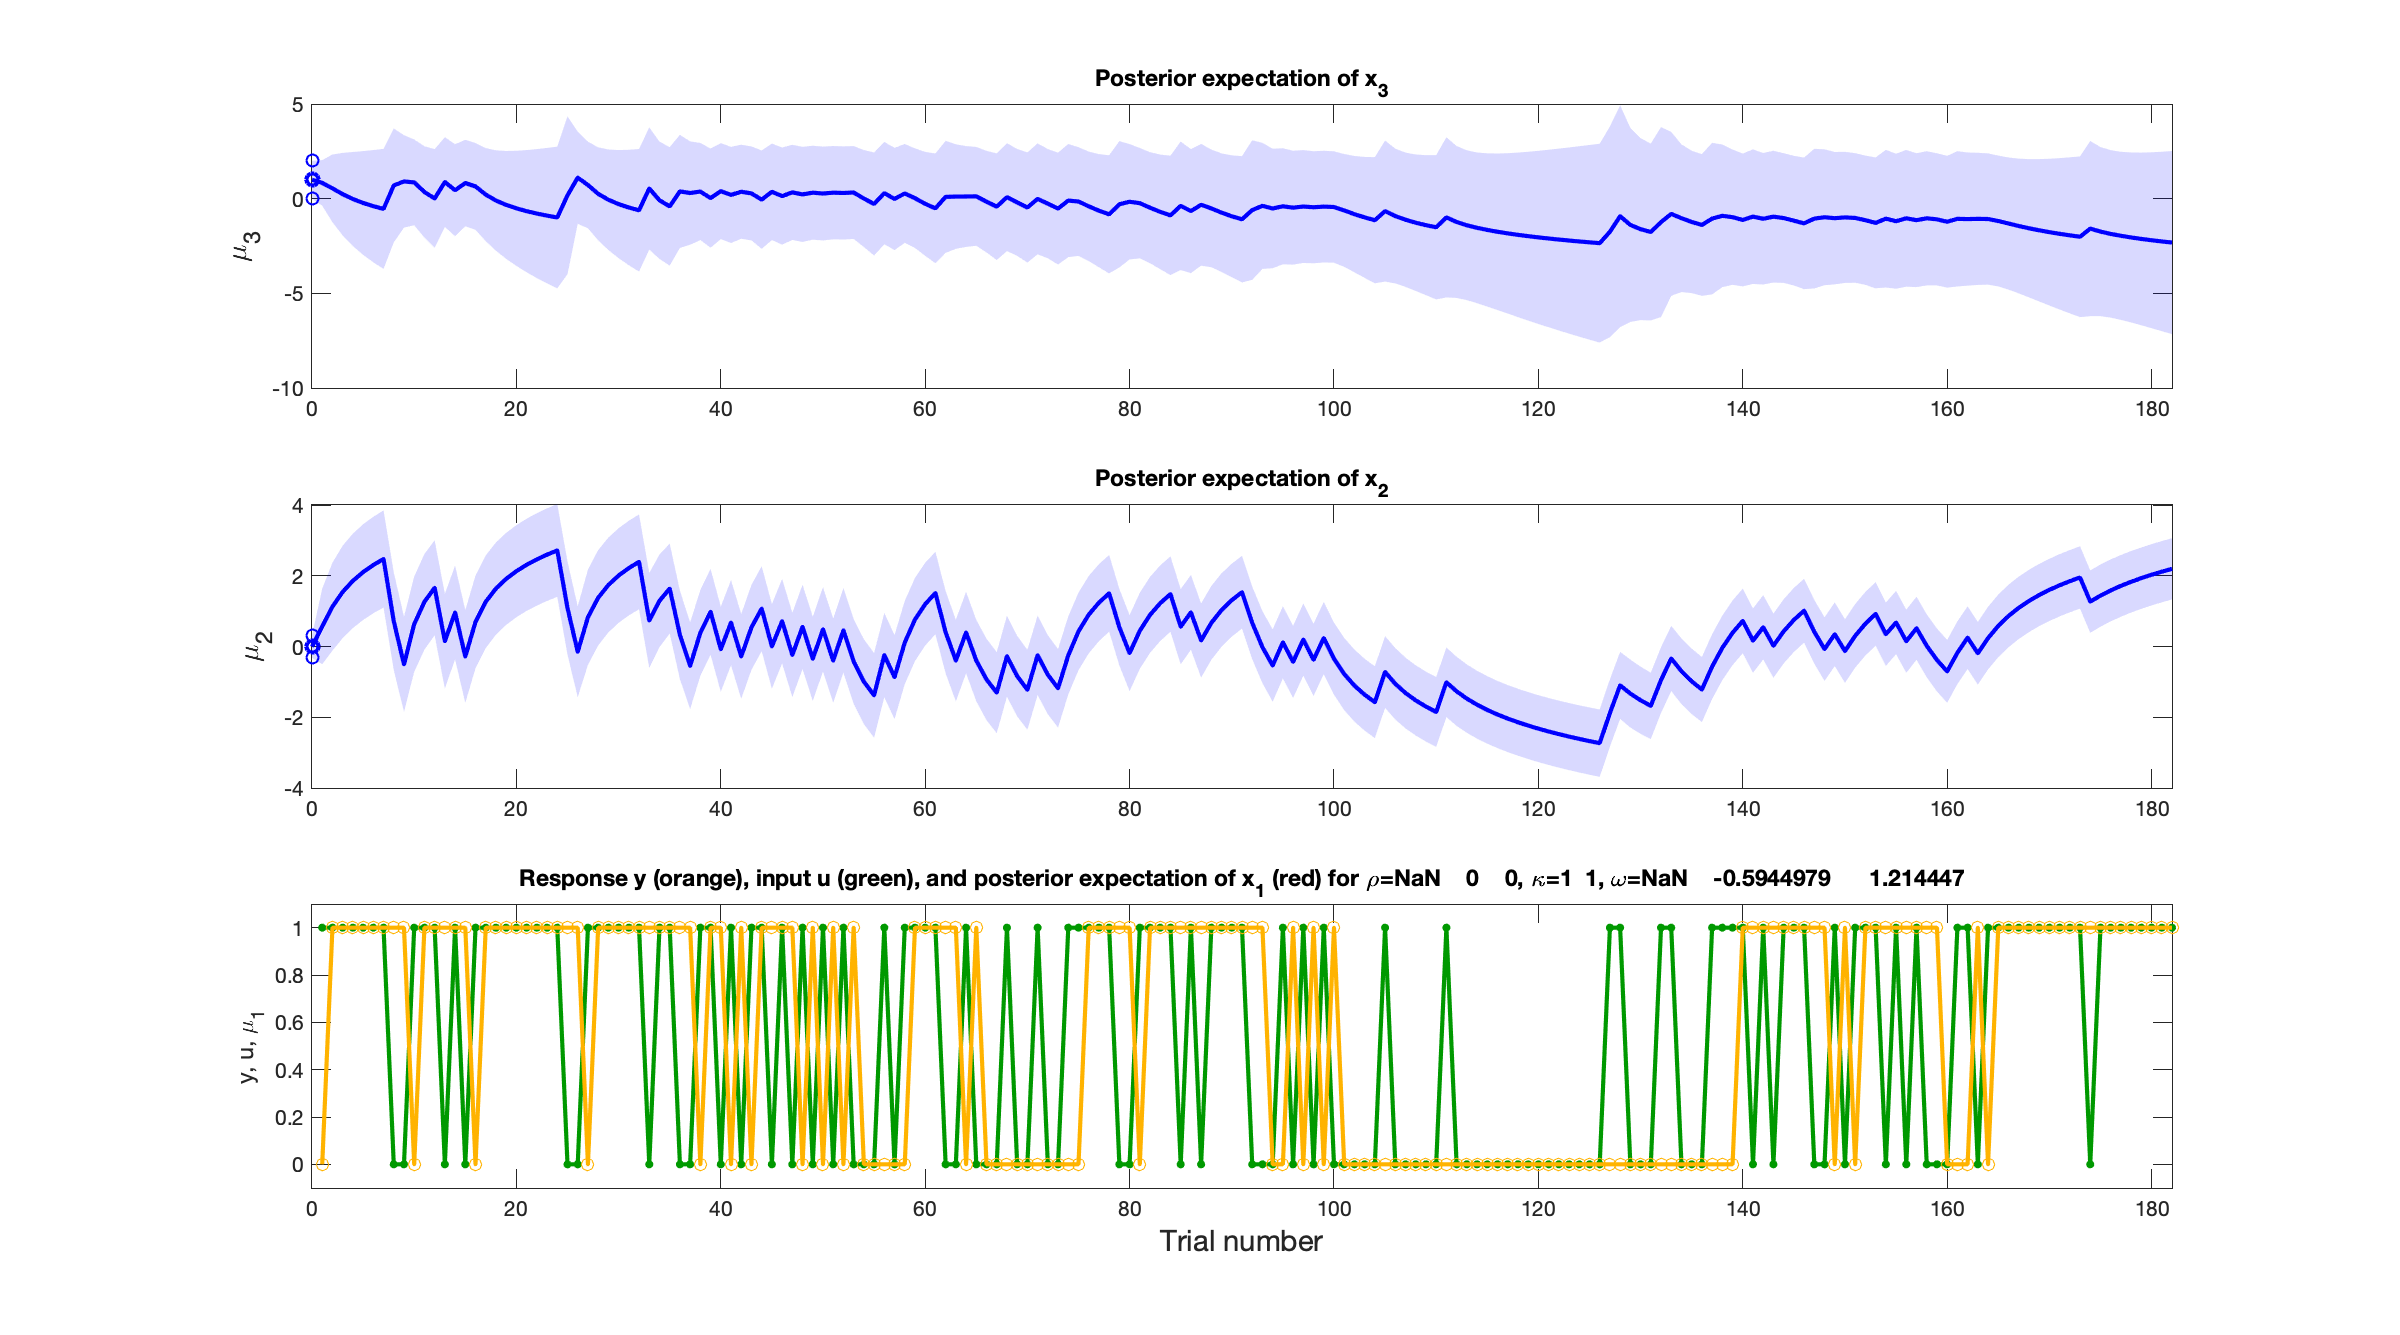 Posterior expectation of x₃
μ₃
5
0
-5
-10
0 20 40 60 80 100 120 140 160 180
Posterior expectation of x₂
μ₂
4
2
0
-2
-4
0 20 40 60 80 100 120 140 160 180
Response y (orange), input u (green), and posterior expectation of x₁ (red) for ρ=NaN 0 0, κ=1 1, ω=NaN -0.5944979 1.214447
y, u, μ₁
1
0.8
0.6
0.4
0.2
0
0 20 40 60 80 100 120 140 160 180
Trial number